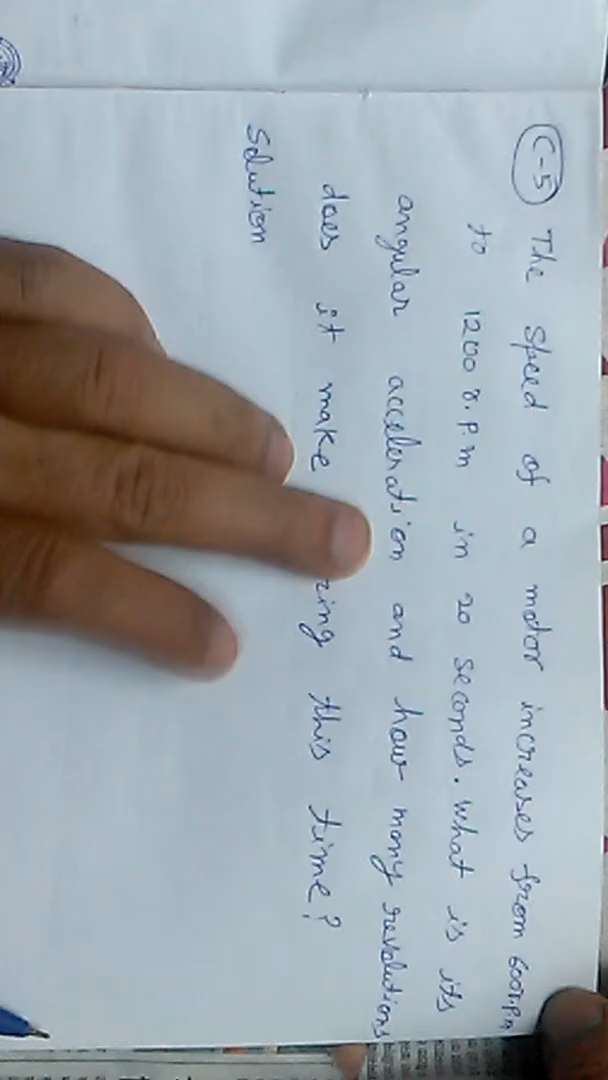 C-5 The speed of a motor increases from 600r.p.m
to 1200 r.p.m in 20 seconds. What is its
angular acceleration and how many revolutions
does it make this time?
Solution